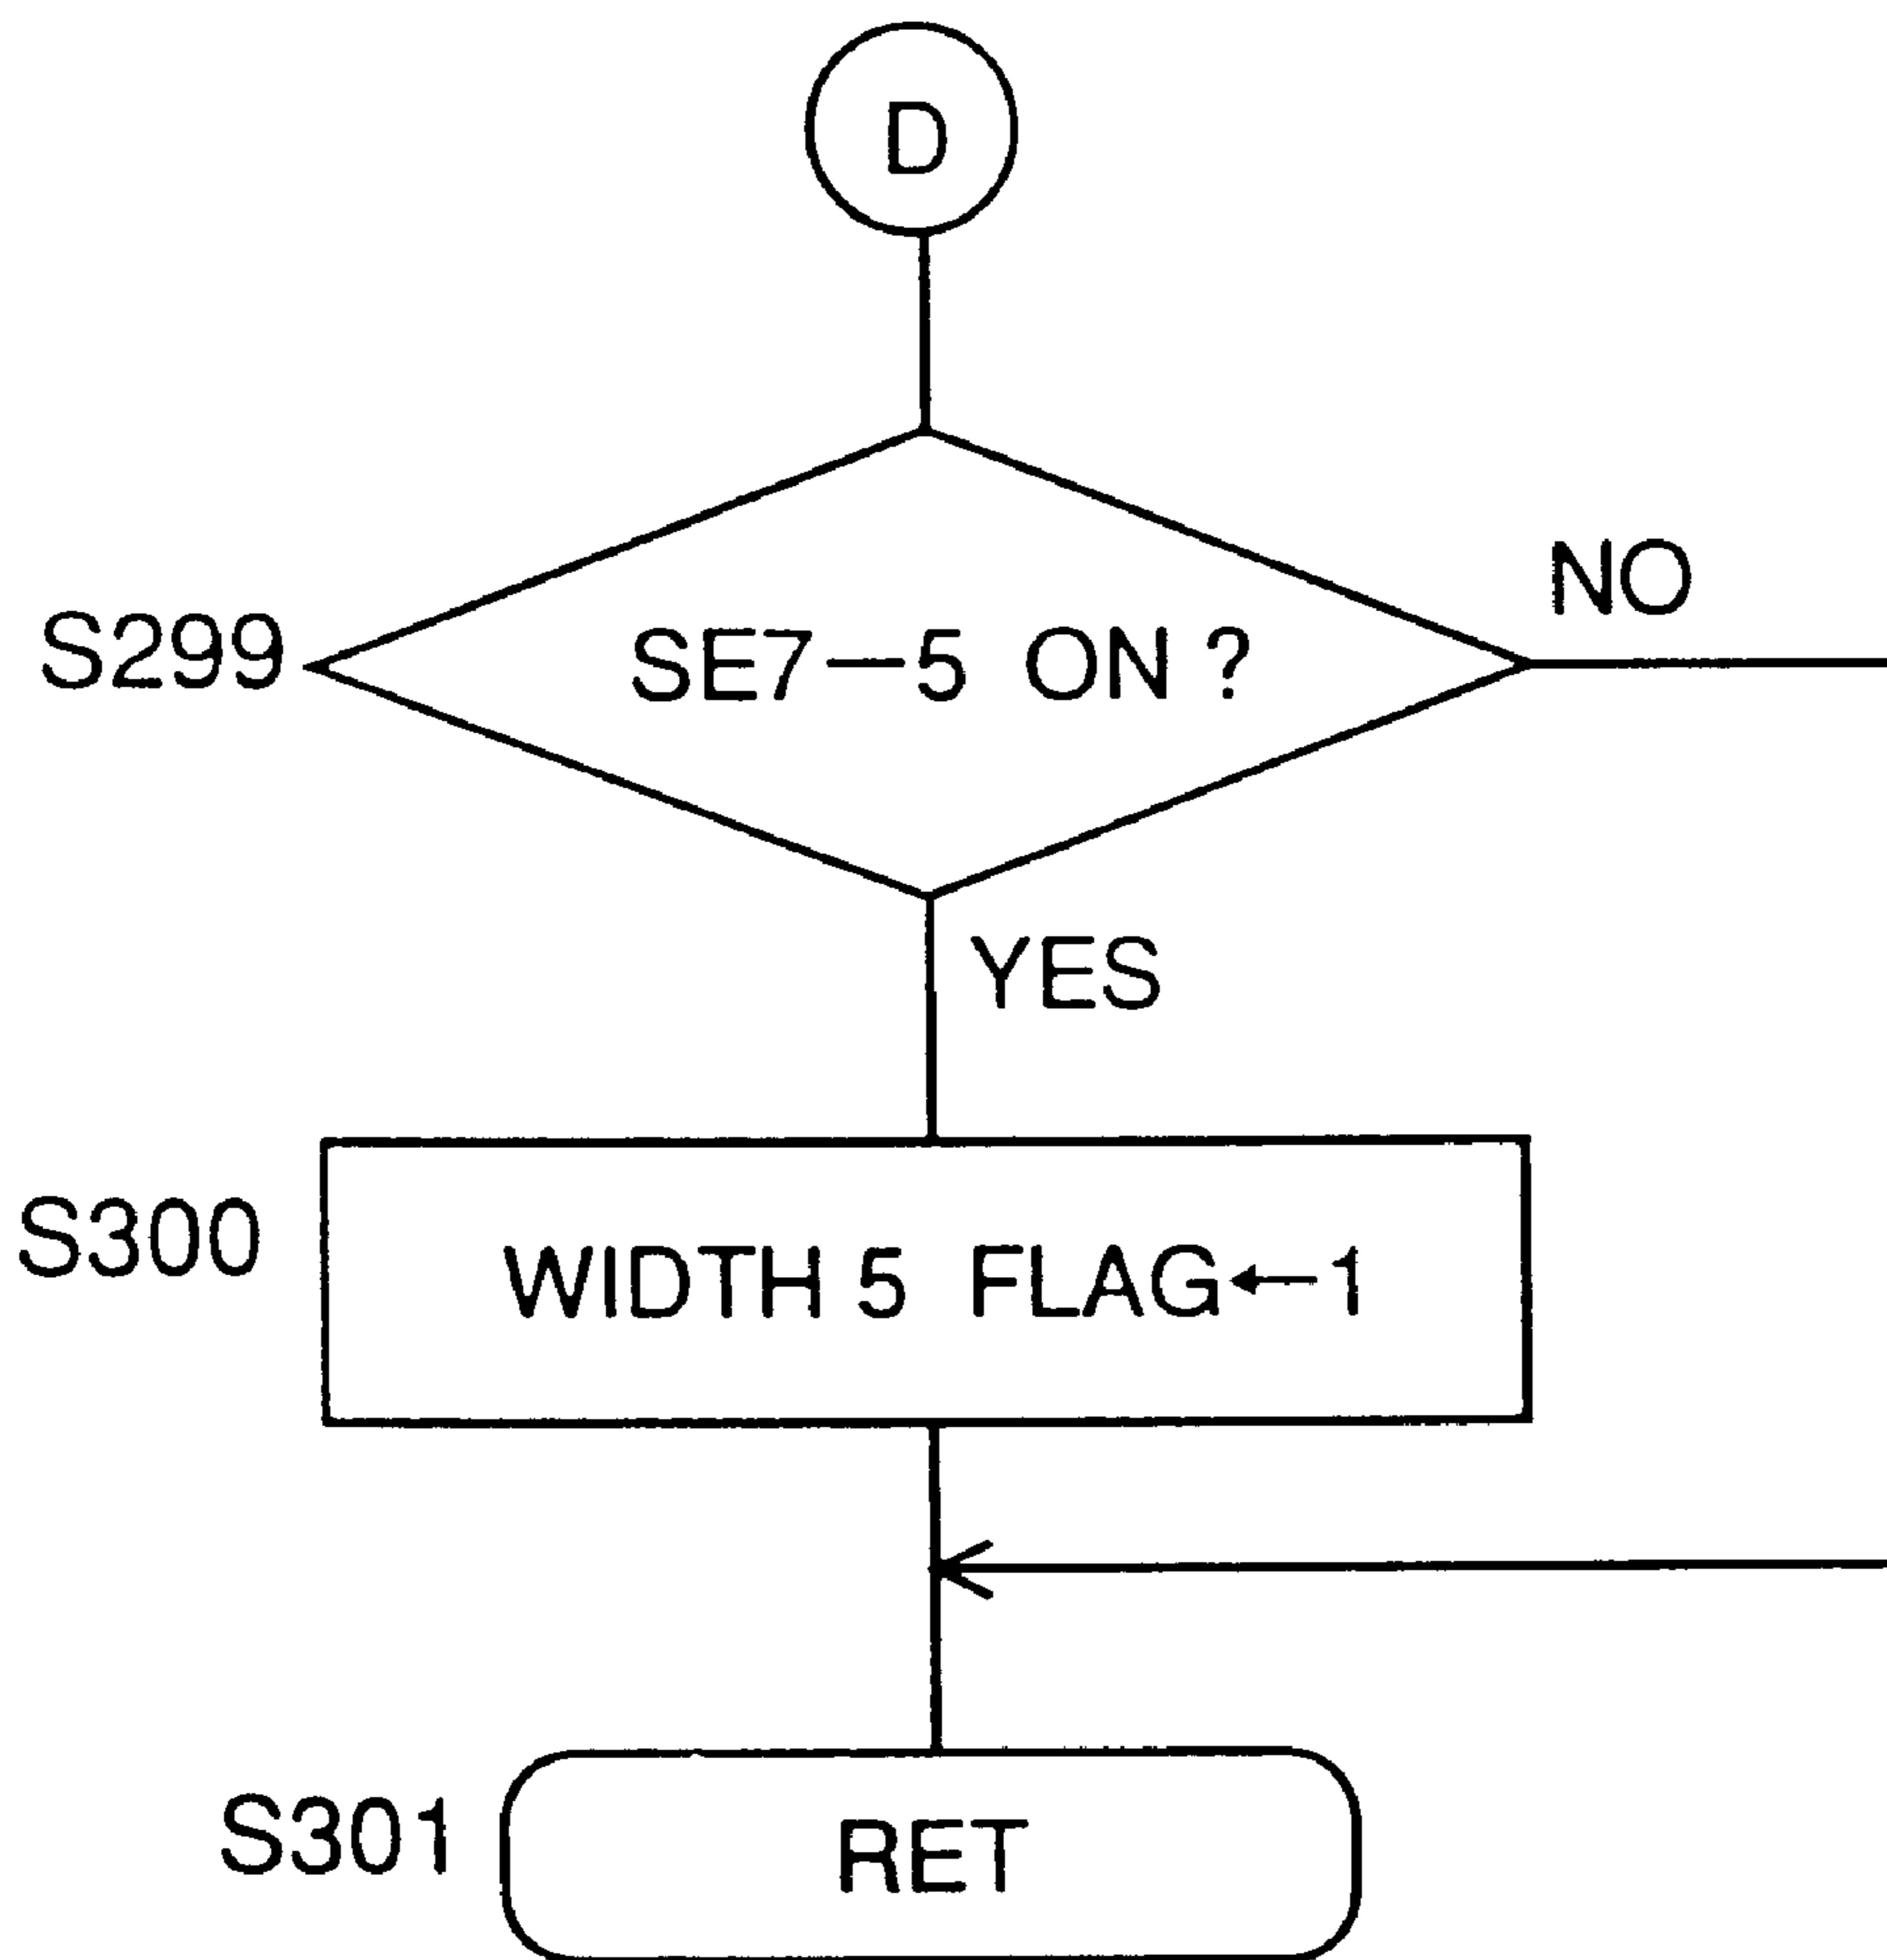 D
NO
S299
SE7—5 ON ?
YES
S300
WIDTH 5 FLAG←1
S301
RET